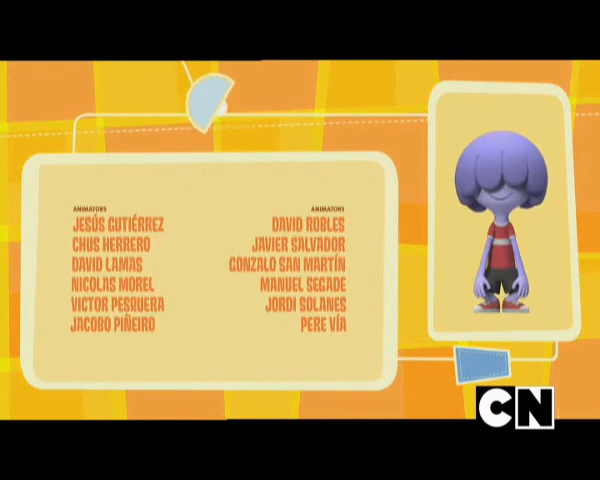 ANIMATORS
JESÚS GUTIÉRREZ
CHUS HERRERO
DAVID LAMAS
NICOLAS MOREL
VICTOR PESQUERA
JACOBO PIÑEIRO
ANIMATORS
DAVID ROBLES
JAVIER SALVADOR
GONZALO SAN MARTÍN
MANUEL SEGADE
JORDI SOLANES
PERE VÍA
CN